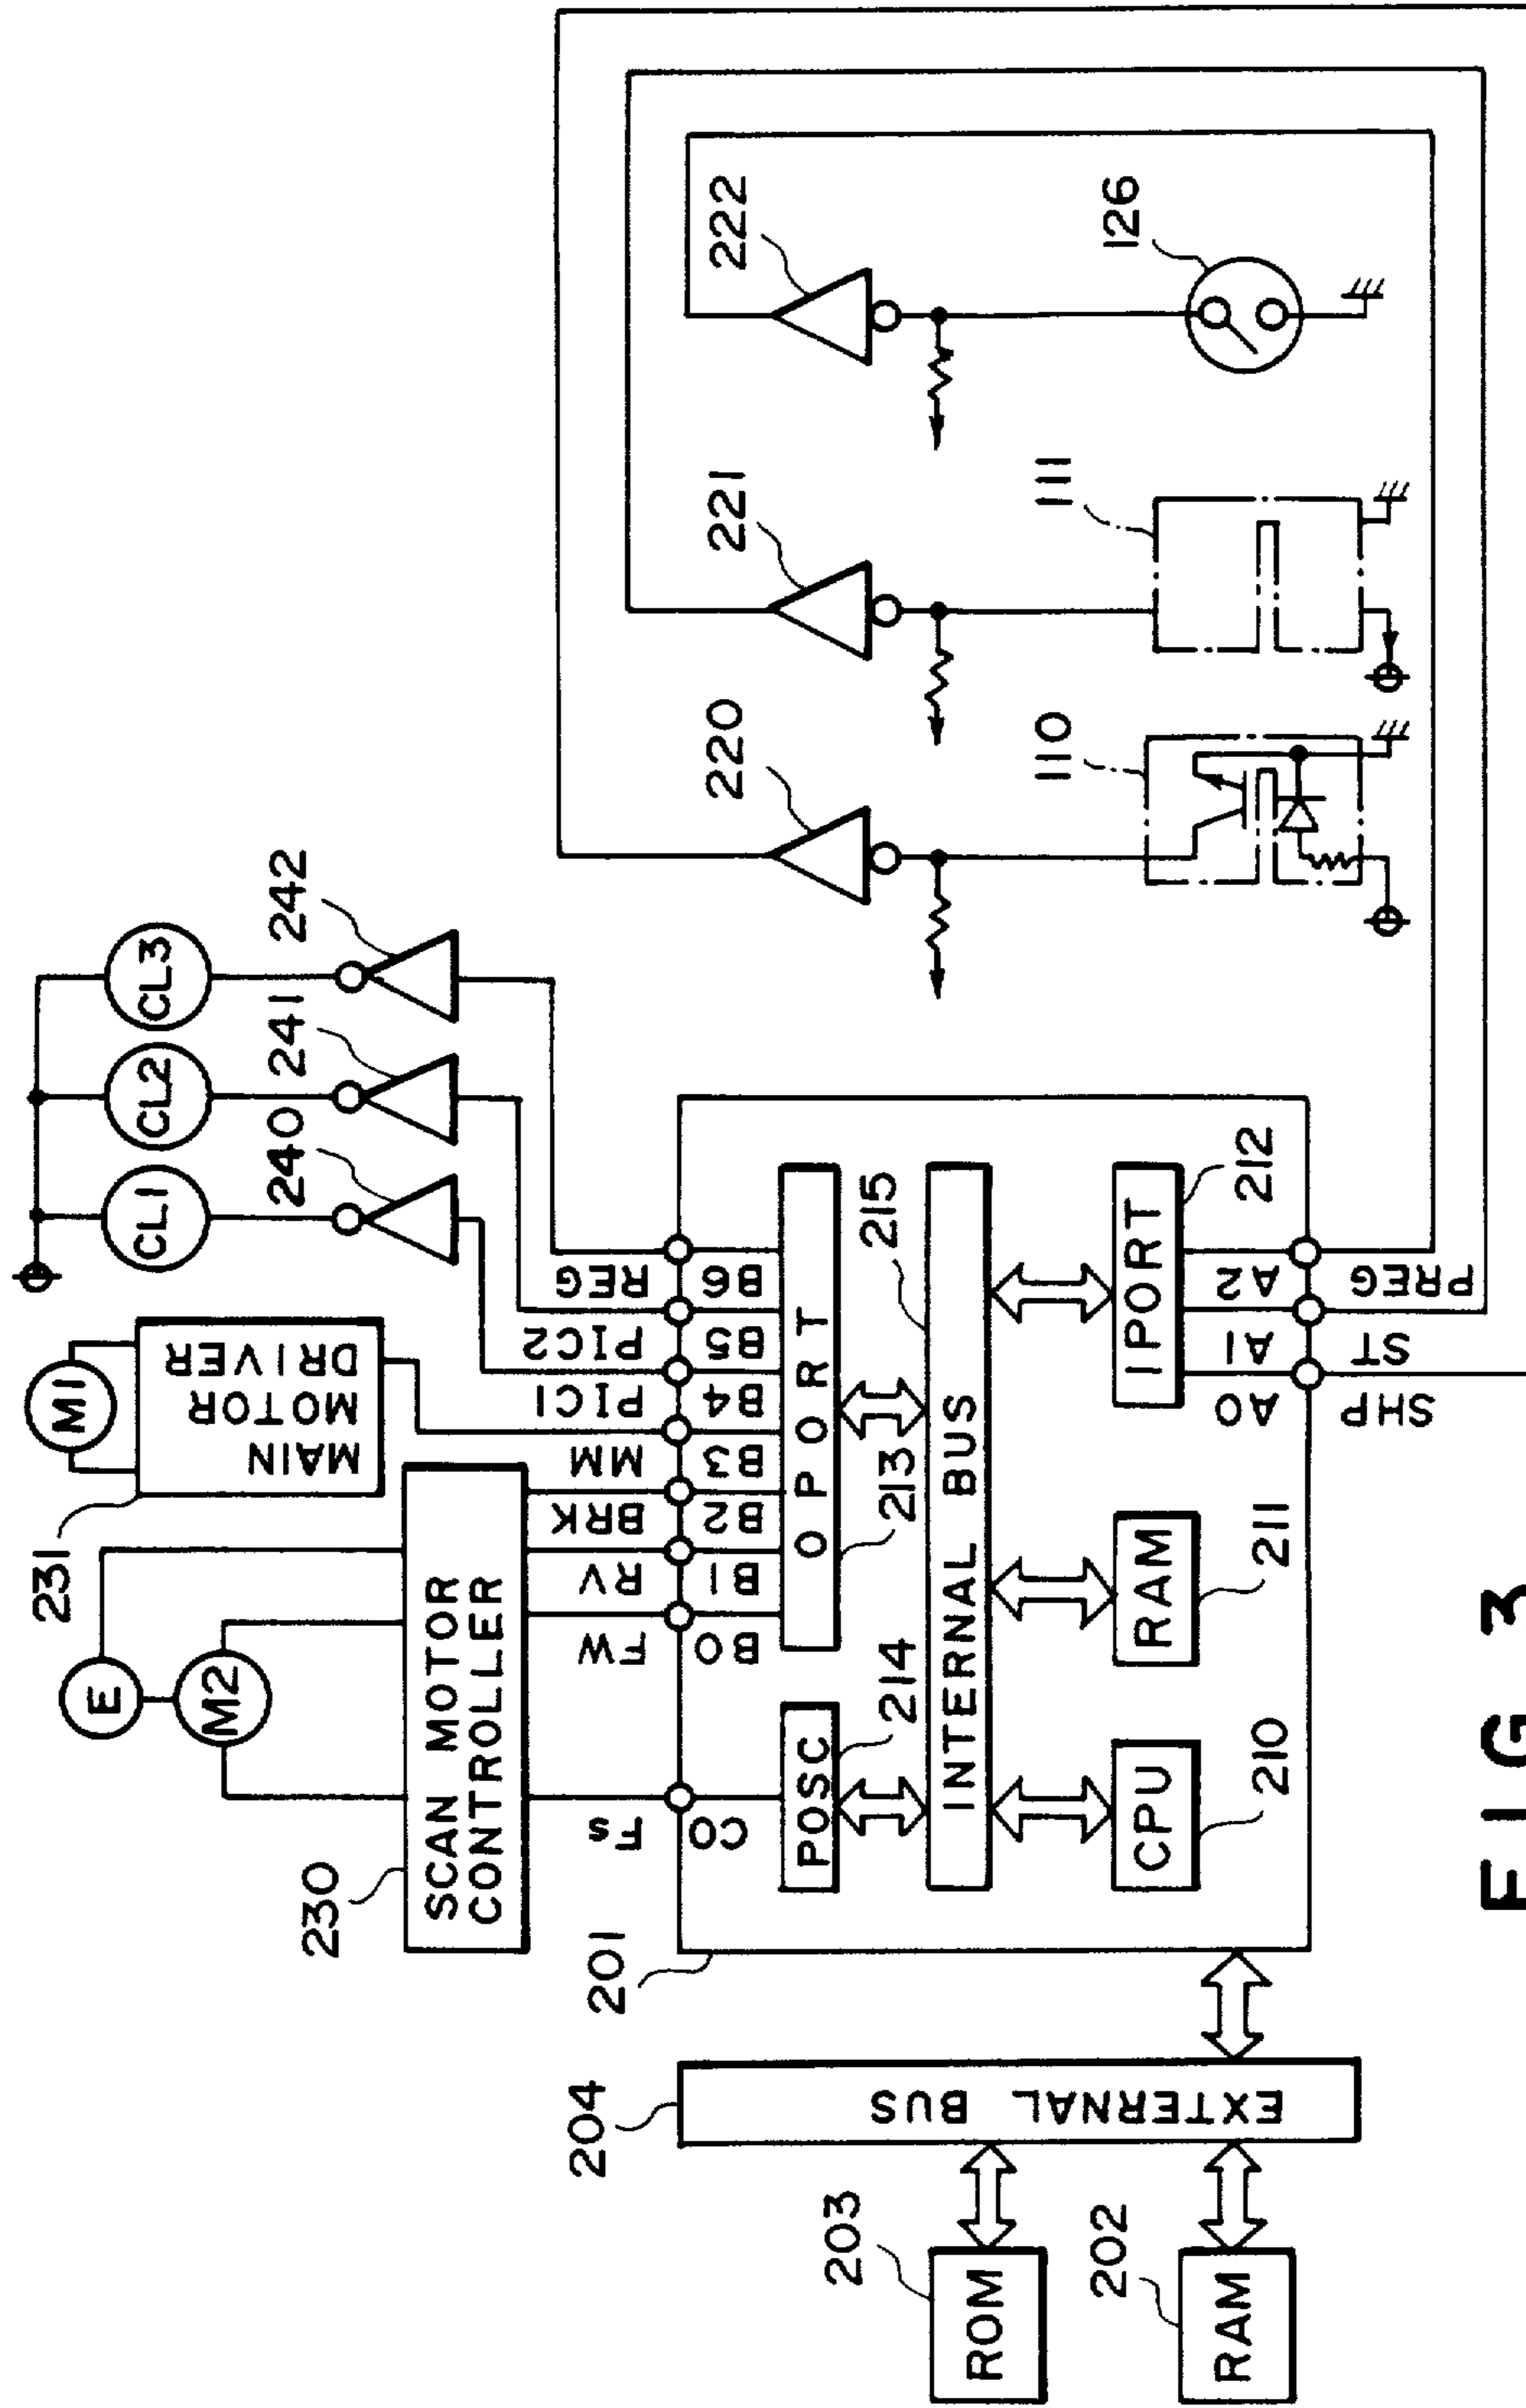 231
M1
MAIN
MOTOR
DRIVER
CL1
CL2
CL3
240
241
242
E
M2
230
SCAN MOTOR
CONTROLLER
Fs
FW
RV
BRK
MM
PIC1
PIC2
REG
201
C0
B0
B1
B2
B3
B4
B5
B6
POSC
214
OPORT
213
INTERNAL BUS
215
CPU
210
RAM
211
IPORT
212
A0
A1
A2
SHP
ST
PREG
204
EXTERNAL BUS
203
ROM
202
RAM
220
221
222
110
111
126
FIG 3